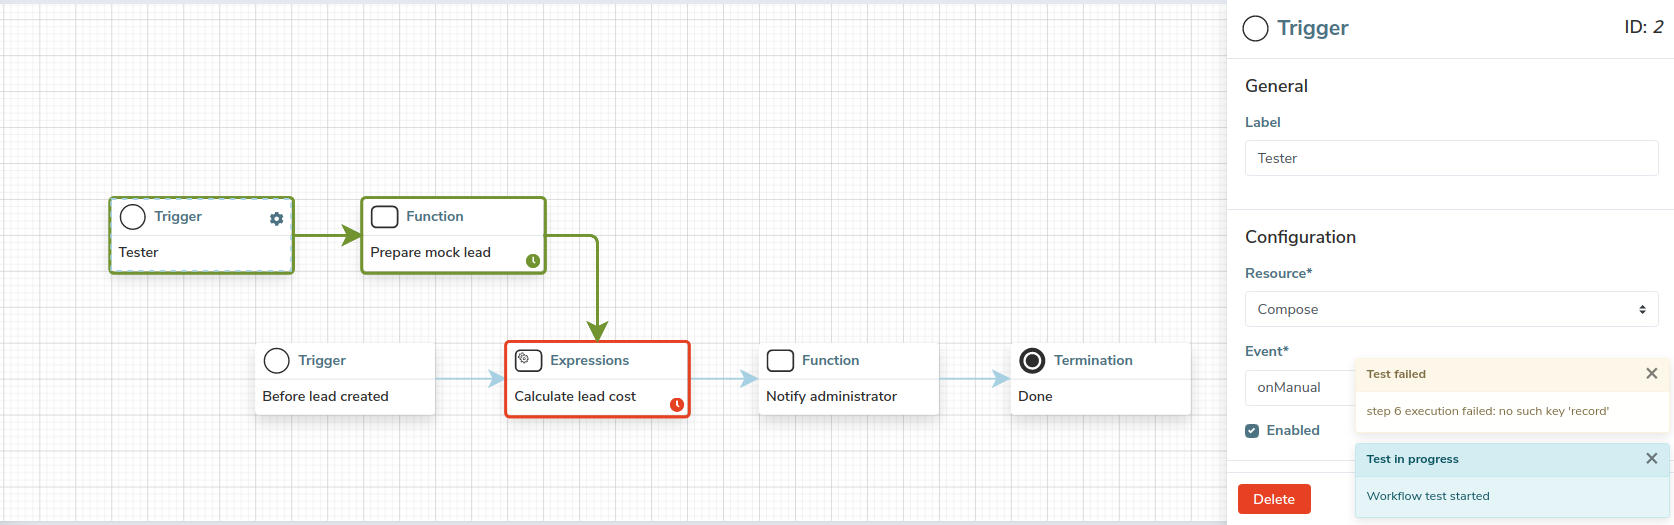 Trigger
Tester
Function
Prepare mock lead
Trigger
Before lead created
Expressions
Calculate lead cost
Function
Notify administrator
Termination
Done
Trigger
ID: 2
General
Label
Tester
Configuration
Resource*
Compose
Event*
onManual
Enabled
Delete
Test failed
step 6 execution failed: no such key 'record'
Test in progress
Workflow test started